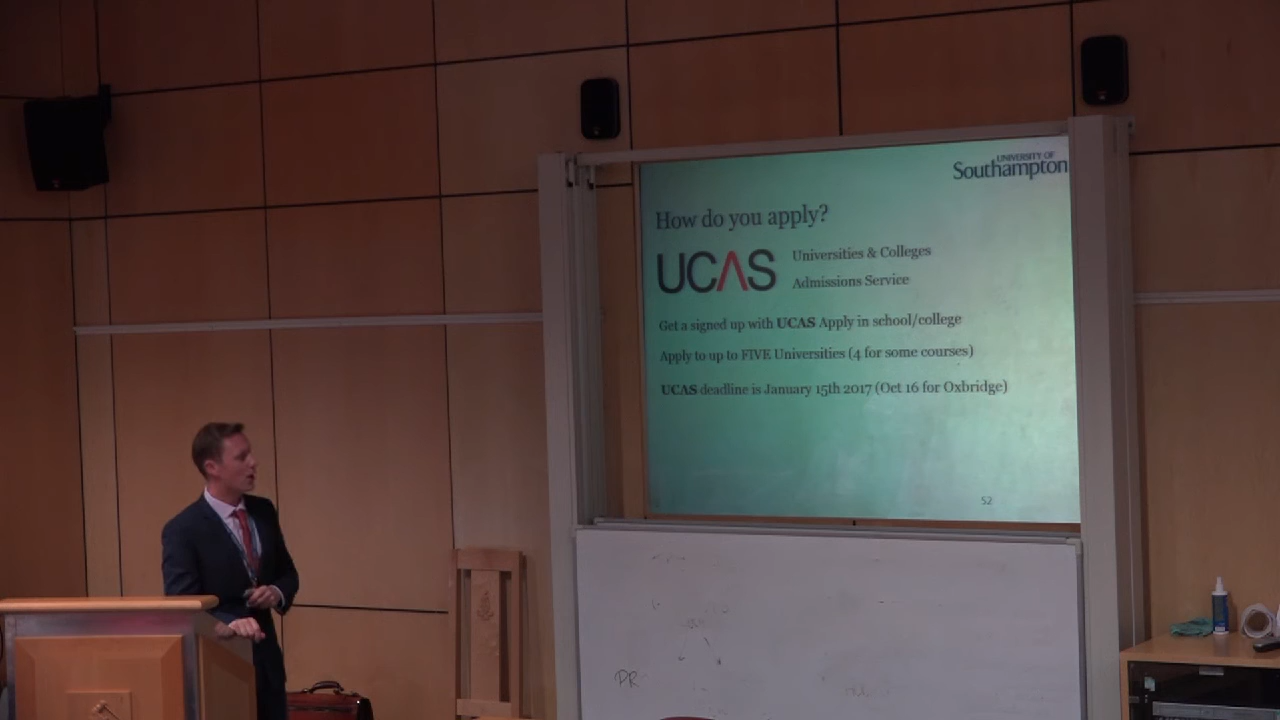 UNIVERSITY OF
Southampton
How do you apply?
UCAS
Universities & Colleges
Admissions Service
Get a signed up with UCAS Apply in school/college
Apply to up to FIVE Universities (4 for some courses)
UCAS deadline is January 15th 2017 (Oct 16 for Oxbridge)
52
PR